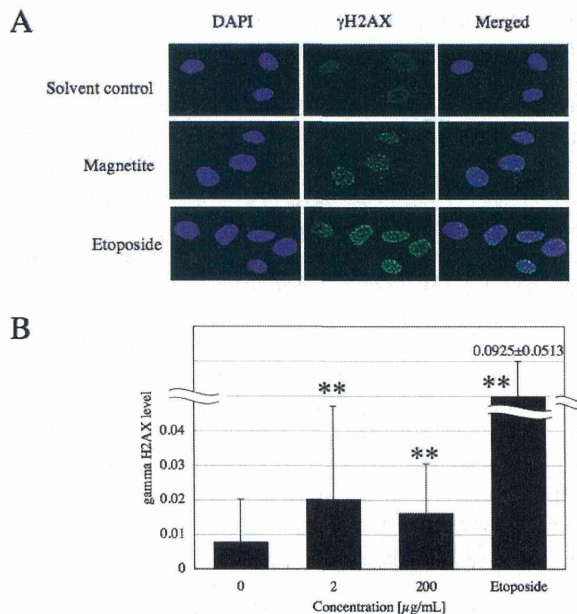 A
DAPI
γH2AX
Merged
Solvent control
Magnetite
Etoposide
B
0.0925±0.0513
**
**
**
gamma H2AX level
0.04
0.03
0.02
0.01
0
0
2
200
Etoposide
Concentration [µg/mL]